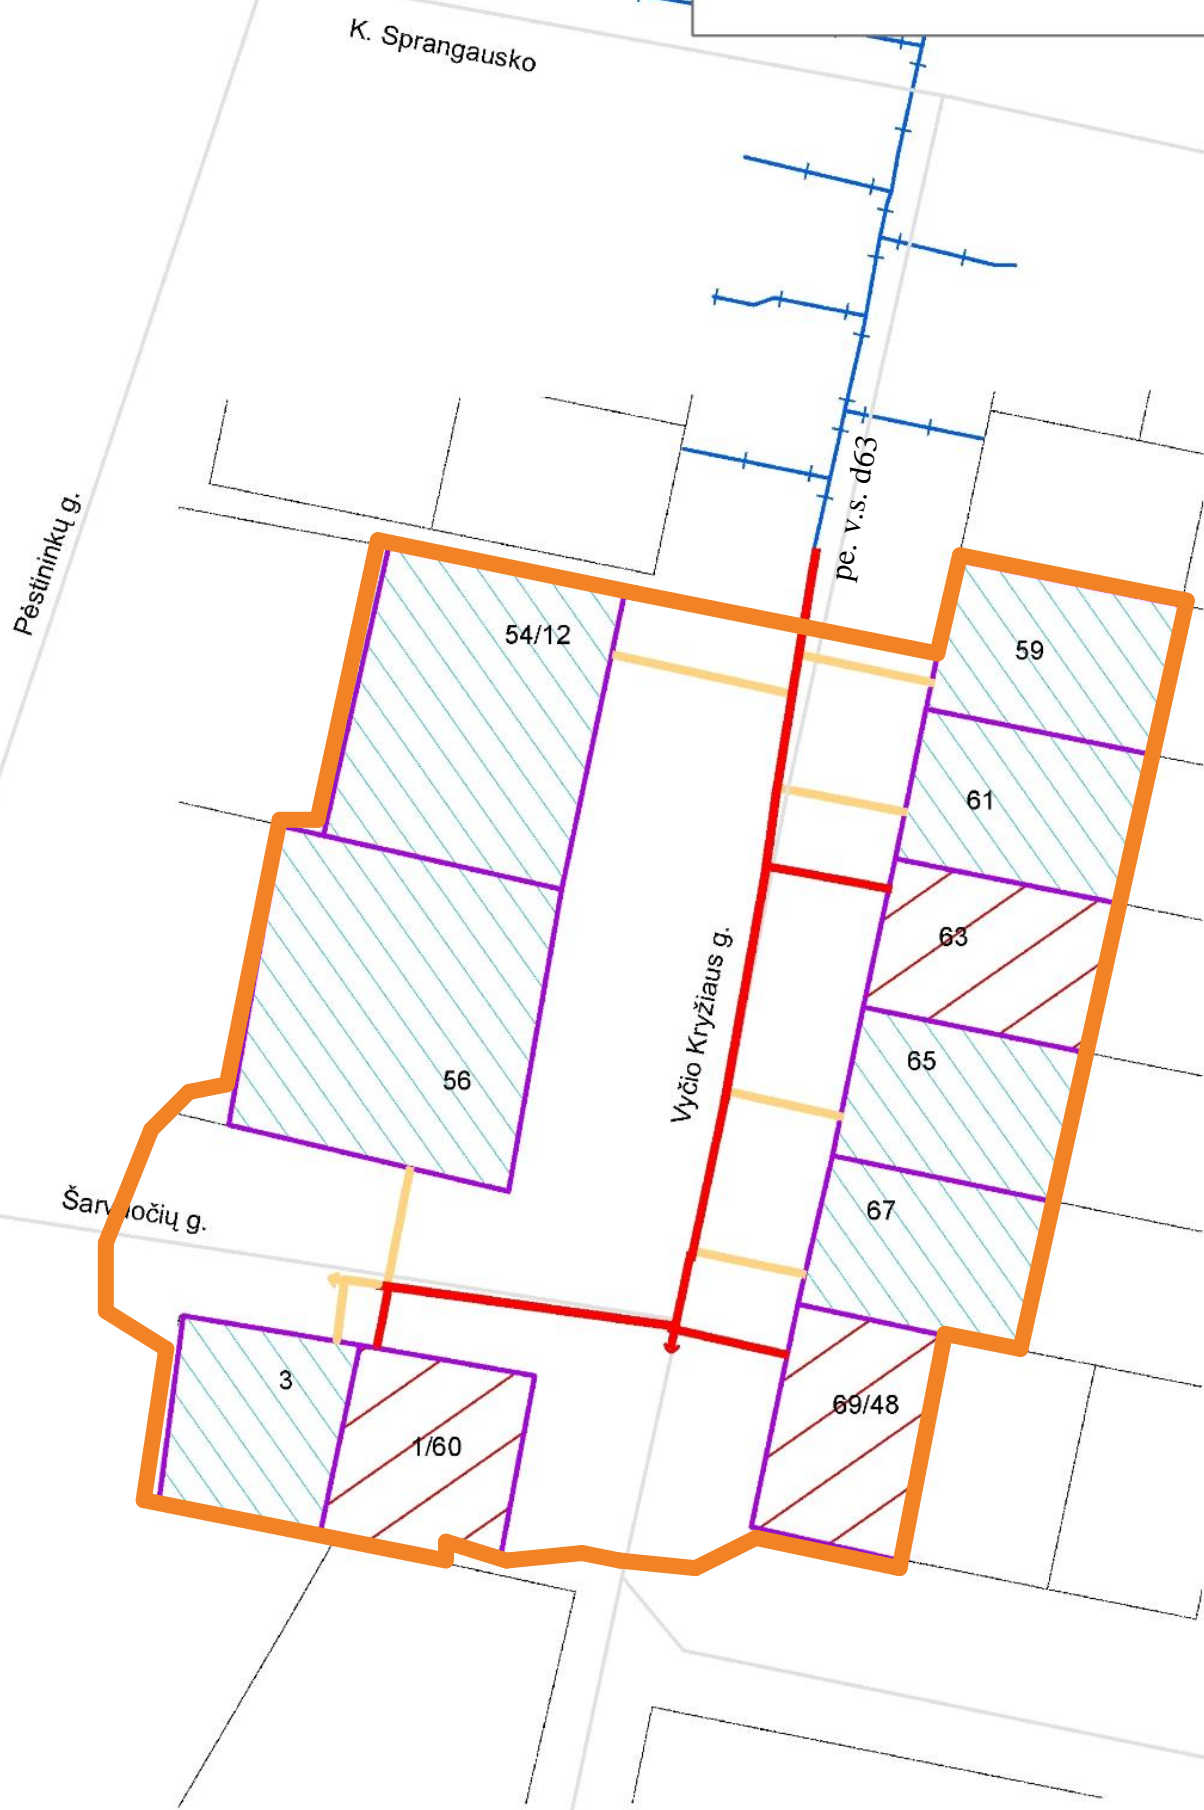 K. Sprangausko
pe. v.s. d63
Pėstininkų g.
54/12
59
61
63
Vyčio Kryžiaus g.
65
56
67
Šarvuočių g.
3
69/48
1/60